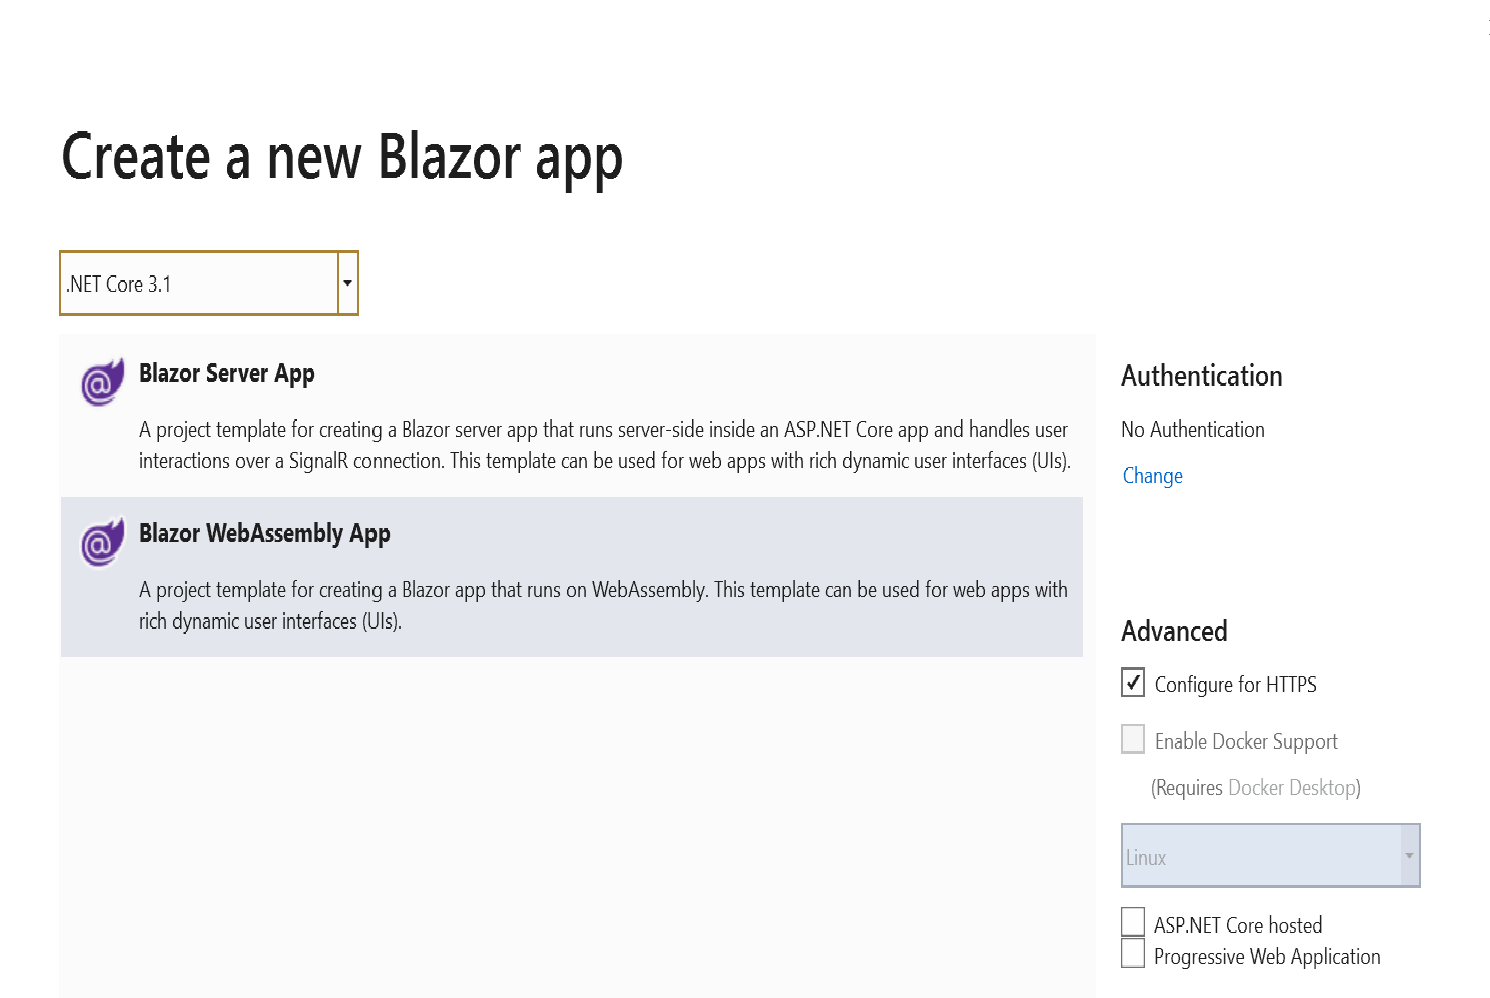 Create a new Blazor app
.NET Core 3.1
Blazor Server App
A project template for creating a Blazor server app that runs server-side inside an ASP.NET Core app and handles user
interactions over a SignalR connection. This template can be used for web apps with rich dynamic user interfaces (UIs).
Blazor WebAssembly App
A project template for creating a Blazor app that runs on WebAssembly. This template can be used for web apps with
rich dynamic user interfaces (UIs).
Authentication
No Authentication
Change
Advanced
Configure for HTTPS
Enable Docker Support
(Requires Docker Desktop)
Linux
ASP.NET Core hosted
Progressive Web Application